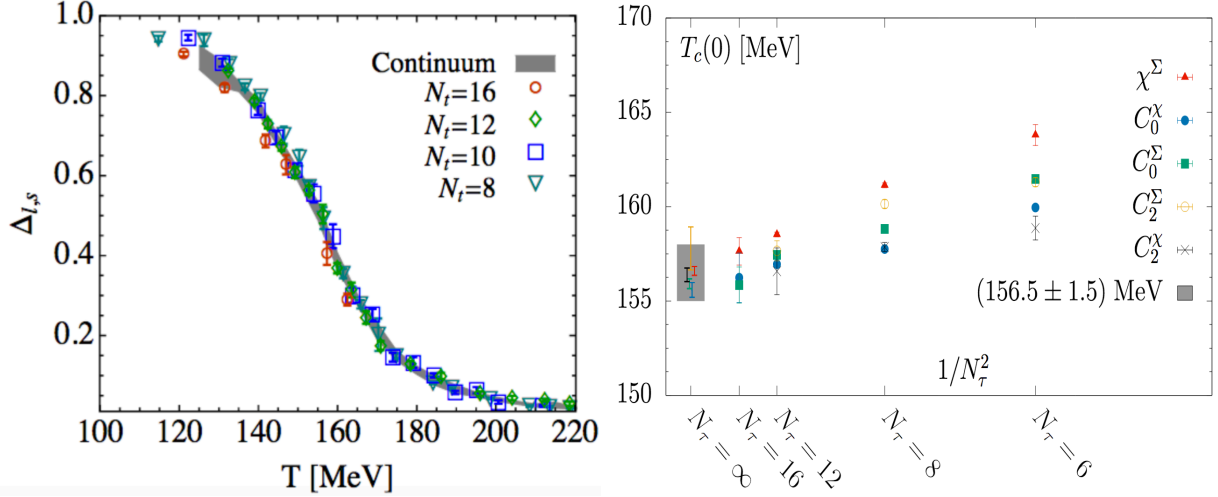 1.0
0.8
0.6
0.4
0.2
Δ_{l,s}
Continuum
N_t=16
N_t=12
N_t=10
N_t=8
100 120 140 160 180 200 220
T [MeV]
170
165
160
155
150
T_c(0) [MeV]
χ^Σ
C_0^χ
C_0^Σ
C_2^Σ
C_2^χ
(156.5 ± 1.5) MeV
1/N_τ^2
N_τ = ∞
N_τ = 16
N_τ = 12
N_τ = 8
N_τ = 6